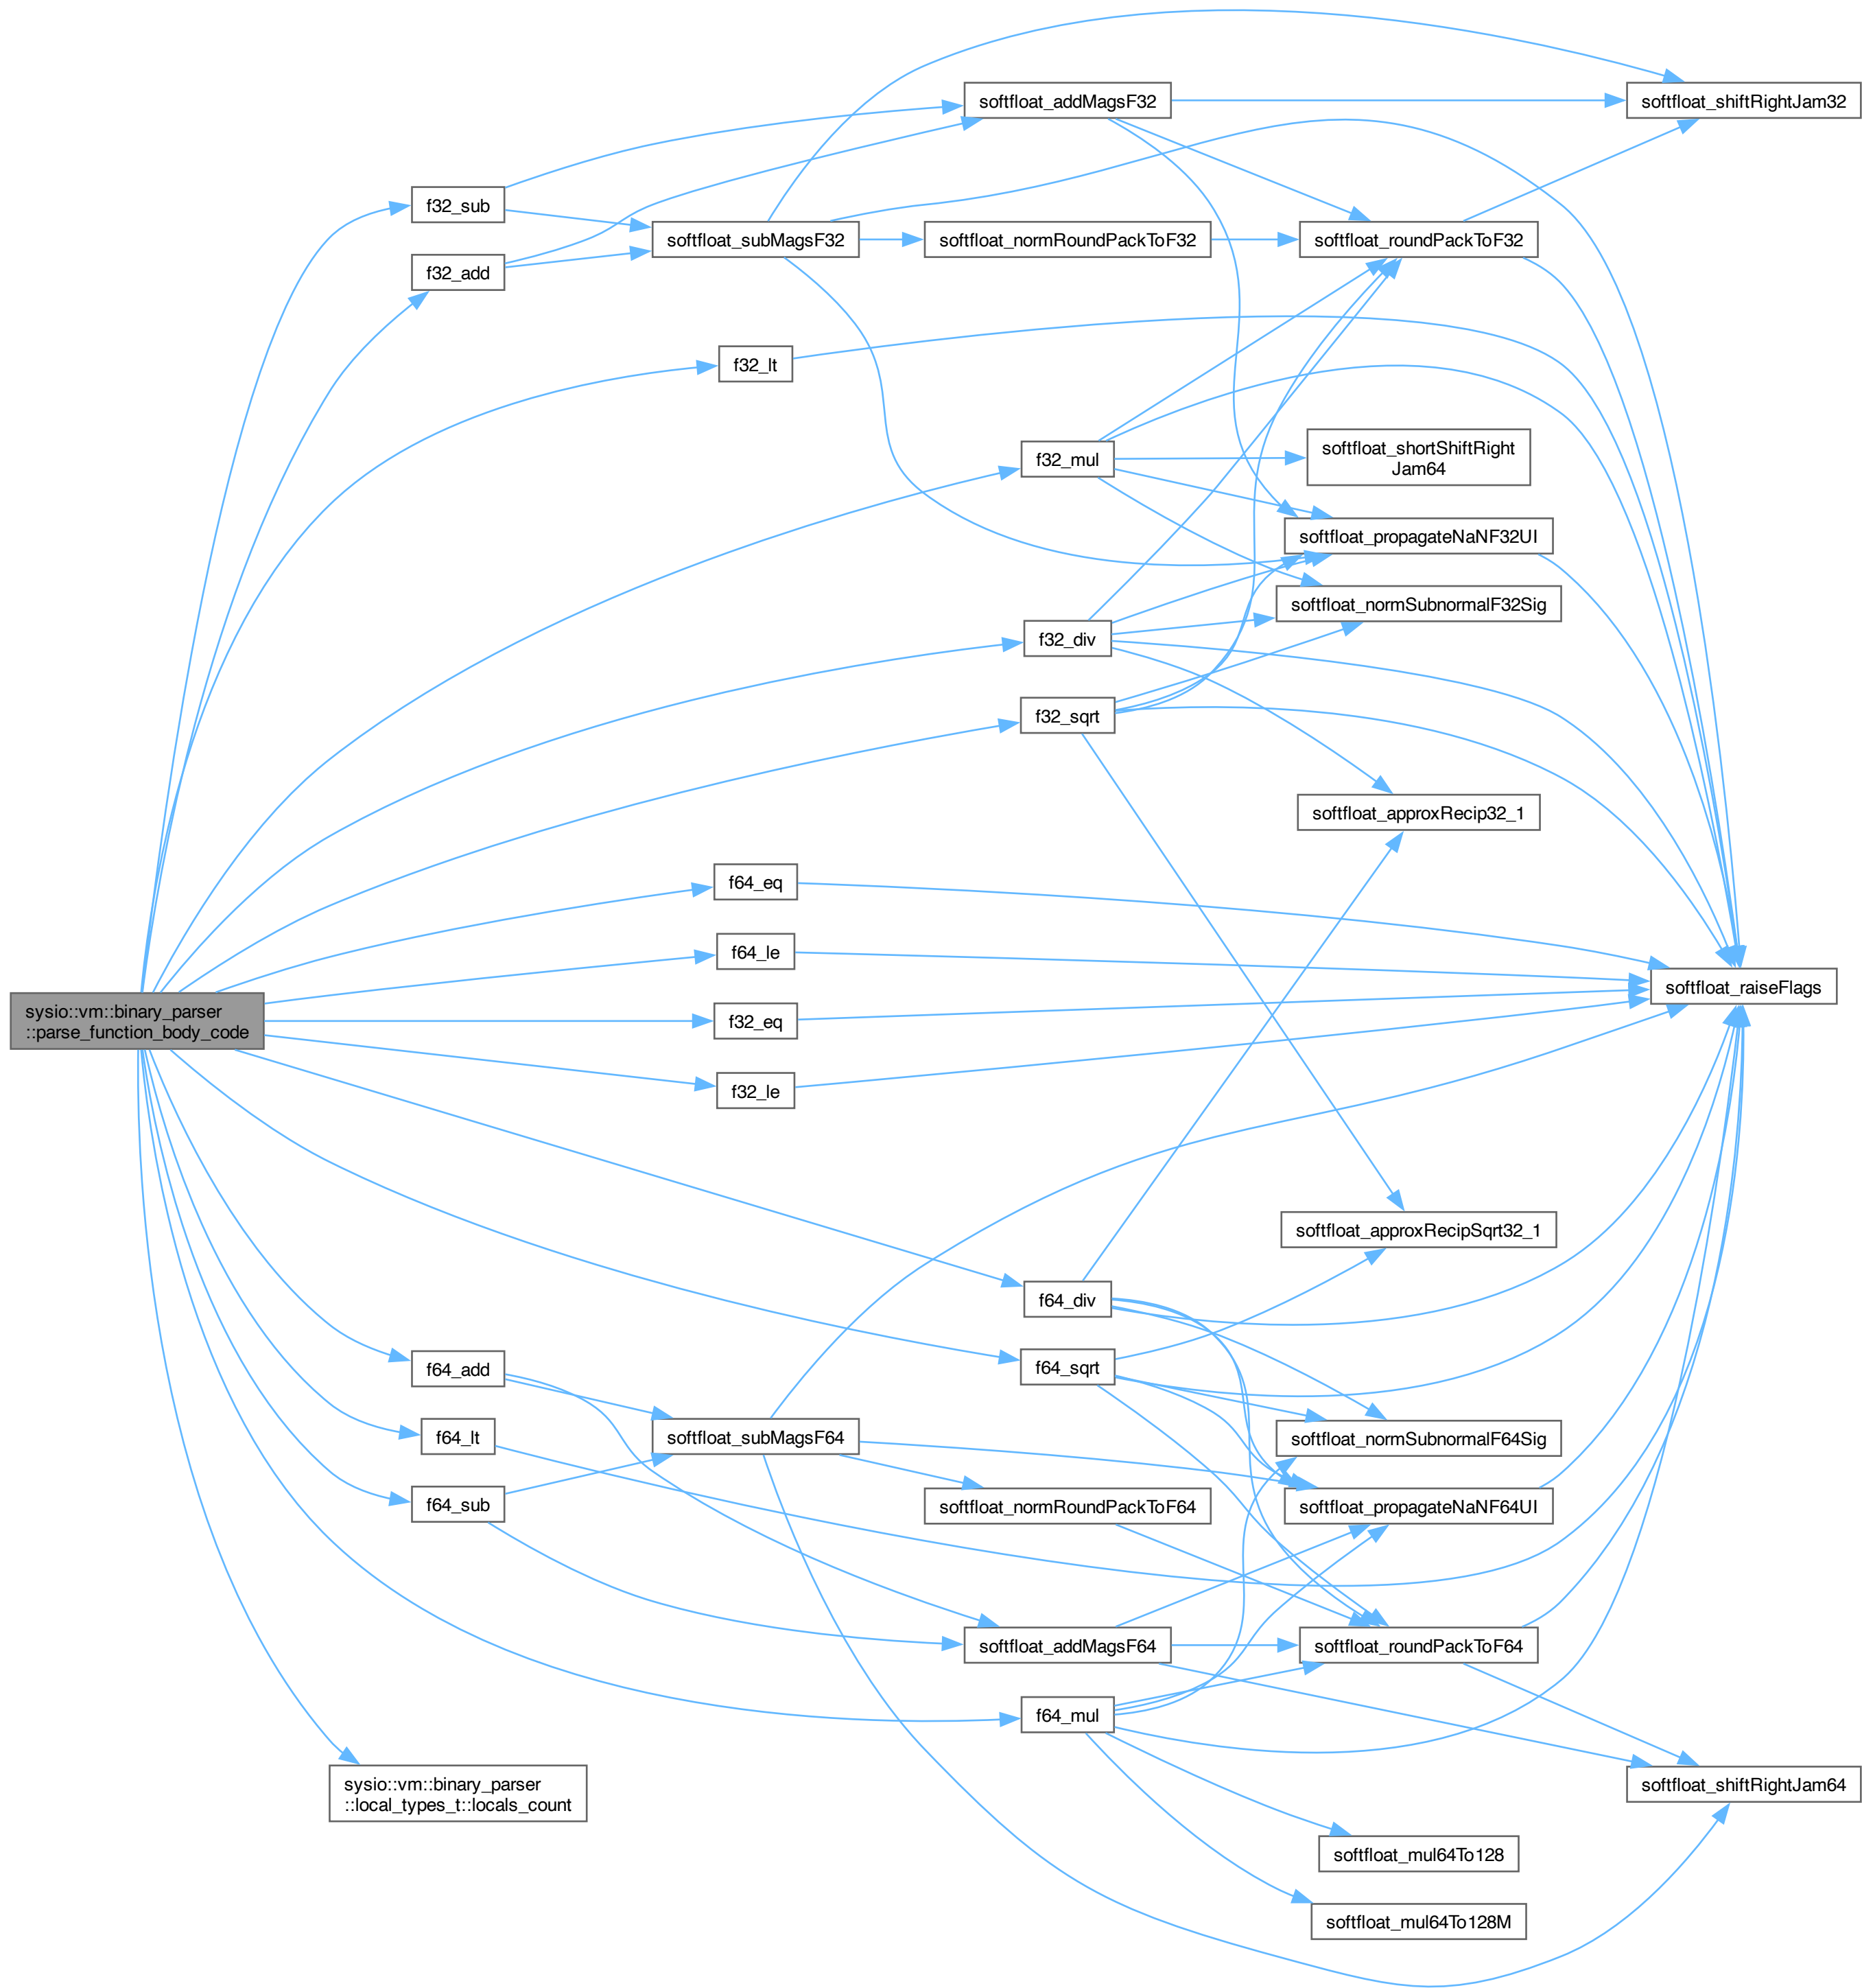 softfloat_addMagsF32
softfloat_shiftRightJam32
f32_sub
softfloat_subMagsF32
softfloat_normRoundPackToF32
softfloat_roundPackToF32
f32_add
f32_lt
f32_mul
softfloat_shortShiftRight
Jam64
softfloat_propagateNaNF32UI
softfloat_normSubnormalF32Sig
f32_div
f32_sqrt
softfloat_approxRecip32_1
f64_eq
f64_le
softfloat_raiseFlags
sysio::vm::binary_parser
::parse_function_body_code
f32_eq
f32_le
softfloat_approxRecipSqrt32_1
f64_div
f64_add
f64_sqrt
f64_lt
softfloat_subMagsF64
softfloat_normSubnormalF64Sig
f64_sub
softfloat_normRoundPackToF64
softfloat_propagateNaNF64UI
softfloat_addMagsF64
softfloat_roundPackToF64
f64_mul
sysio::vm::binary_parser
::local_types_t::locals_count
softfloat_shiftRightJam64
softfloat_mul64To128
softfloat_mul64To128M